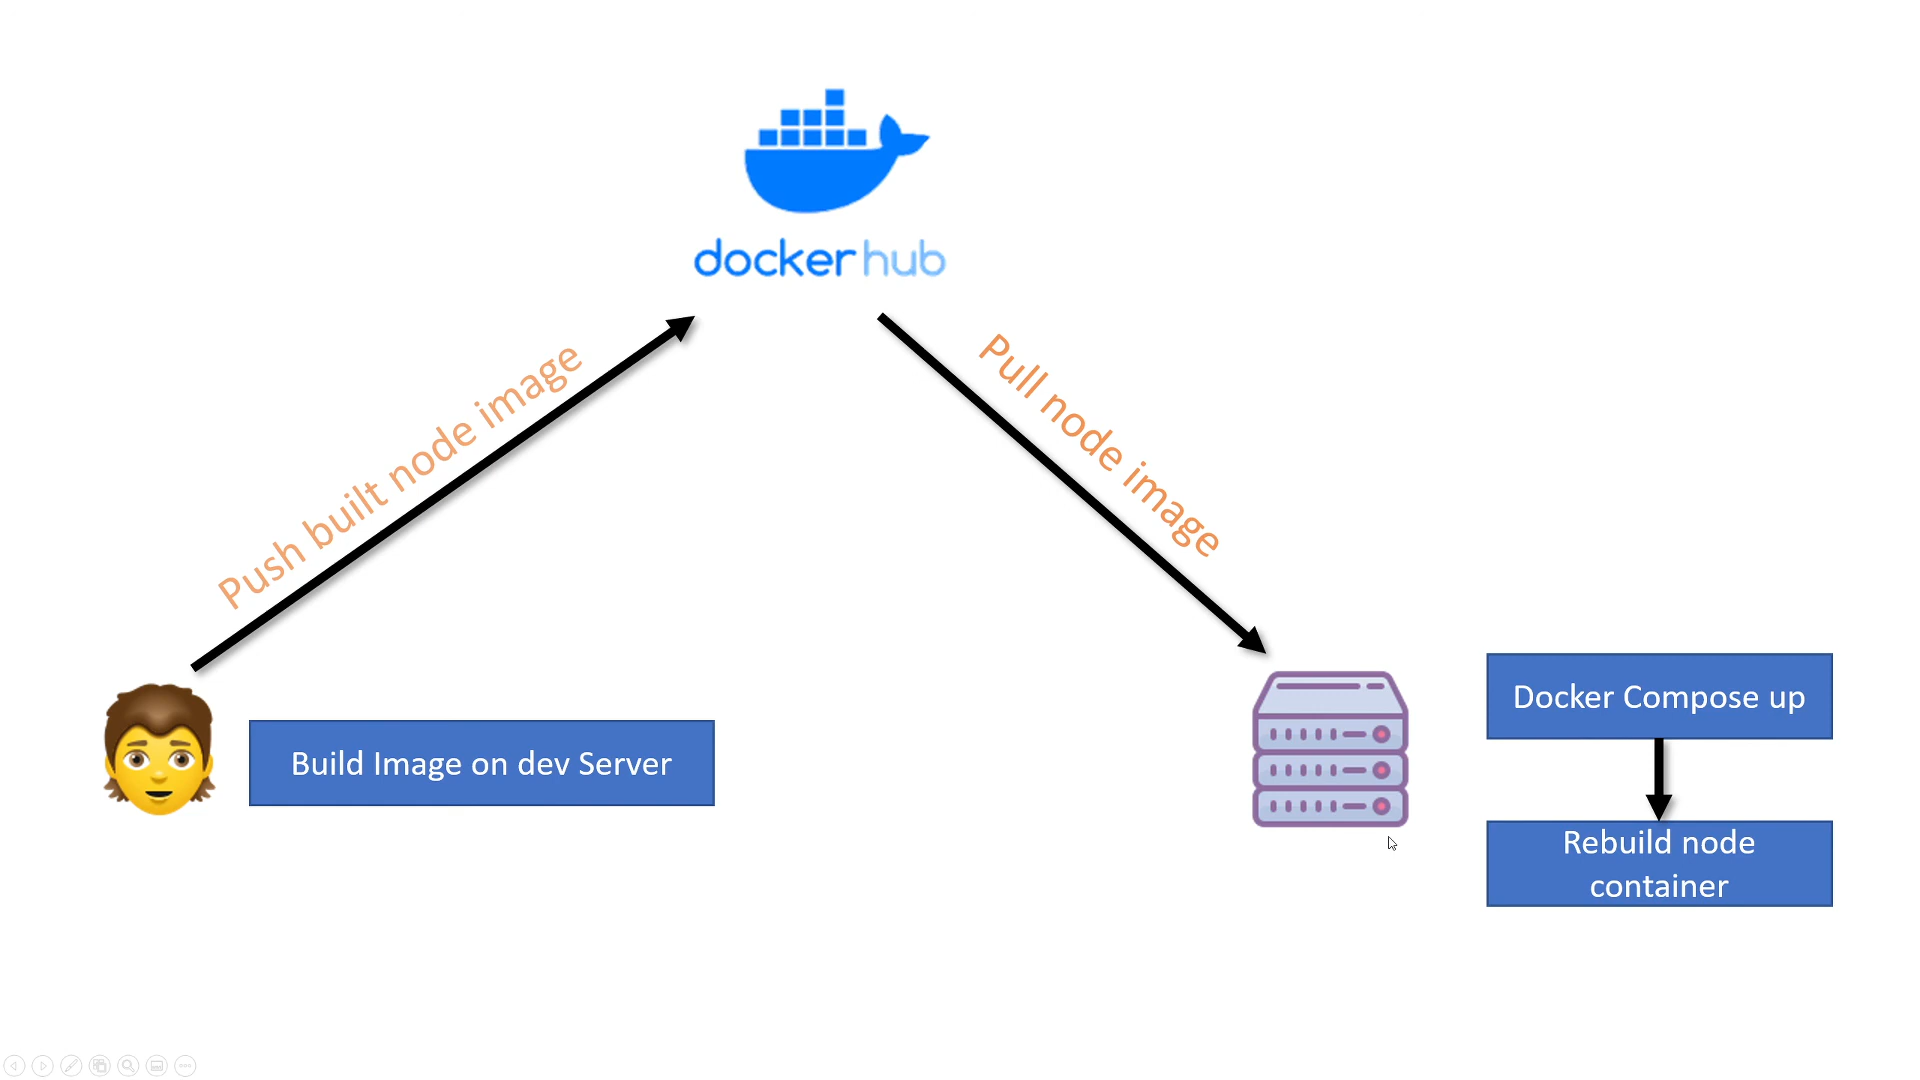 docker hub
Push built node image
Pull node image
Build Image on dev Server
Docker Compose up
Rebuild node
container